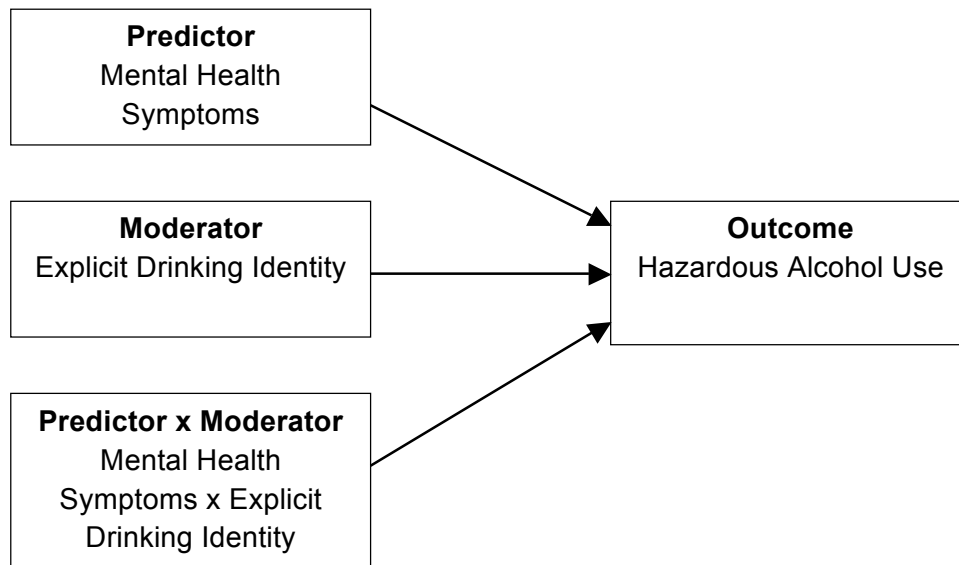 Predictor
Mental Health
Symptoms
Moderator
Explicit Drinking Identity
Outcome
Hazardous Alcohol Use
Predictor x Moderator
Mental Health
Symptoms x Explicit
Drinking Identity